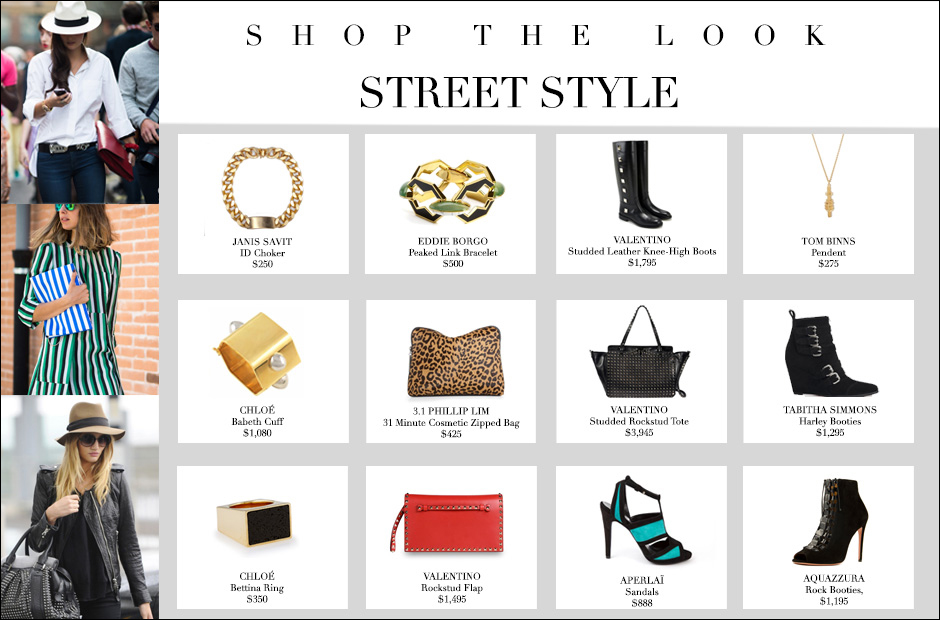 SHOP THE LOOK
STREET STYLE
JANIS SAVIT
ID Choker
$250
EDDIE BORGO
Peaked Link Bracelet
$500
VALENTINO
Studded Leather Knee-High Boots
$1,795
TOM BINNS
Pendent
$275
CHLOÉ
Babeth Cuff
$1,080
3.1 PHILLIP LIM
31 Minute Cosmetic Zipped Bag
$425
VALENTINO
Studded Rockstud Tote
$3,945
TABITHA SIMMONS
Harley Booties
$1,295
CHLOÉ
Bettina Ring
$350
VALENTINO
Rockstud Flap
$1,495
APERLAÏ
Sandals
$888
AQUAZZURA
Rock Booties,
$1,195